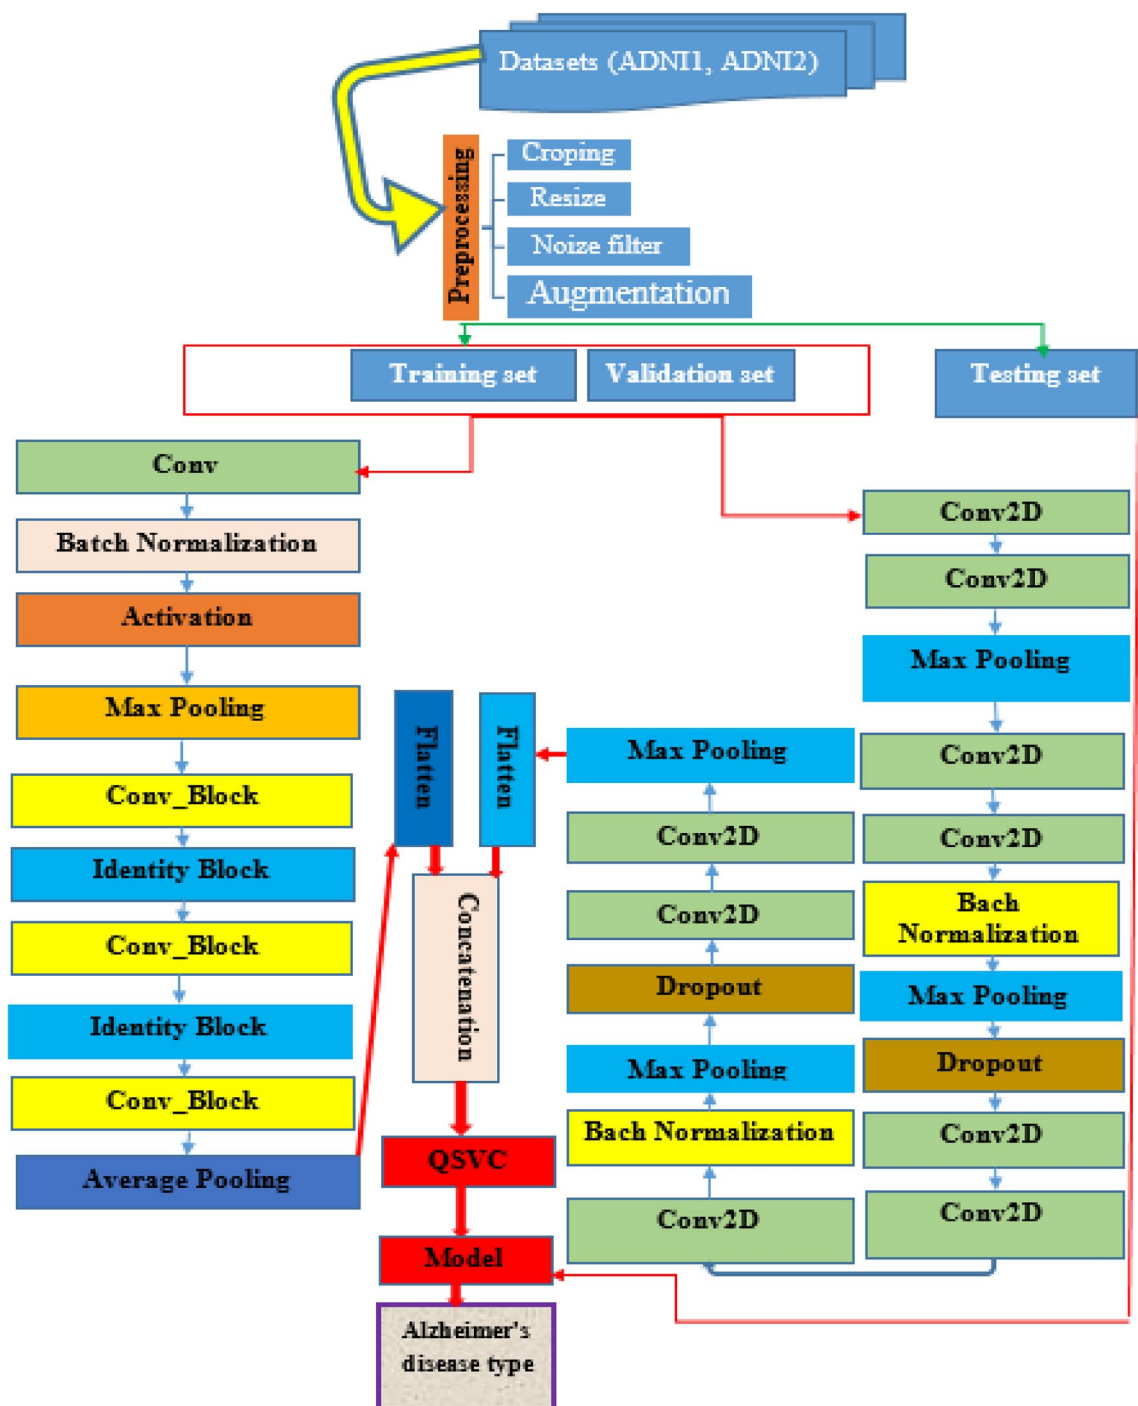 Datasets (ADNI1, ADNI2)
Preprocessing
Croping
Resize
Noize filter
Augmentation
Training set
Validation set
Testing set
Conv
Batch Normalization
Activation
Max Pooling
Conv_Block
Identity Block
Conv_Block
Identity Block
Conv_Block
Average Pooling
Flatten
Flatten
Concatenation
QSVC
Model
Alzheimer's
disease type
Max Pooling
Conv2D
Conv2D
Dropout
Max Pooling
Bach Normalization
Conv2D
Conv2D
Conv2D
Max Pooling
Conv2D
Conv2D
Bach
Normalization
Max Pooling
Dropout
Conv2D
Conv2D